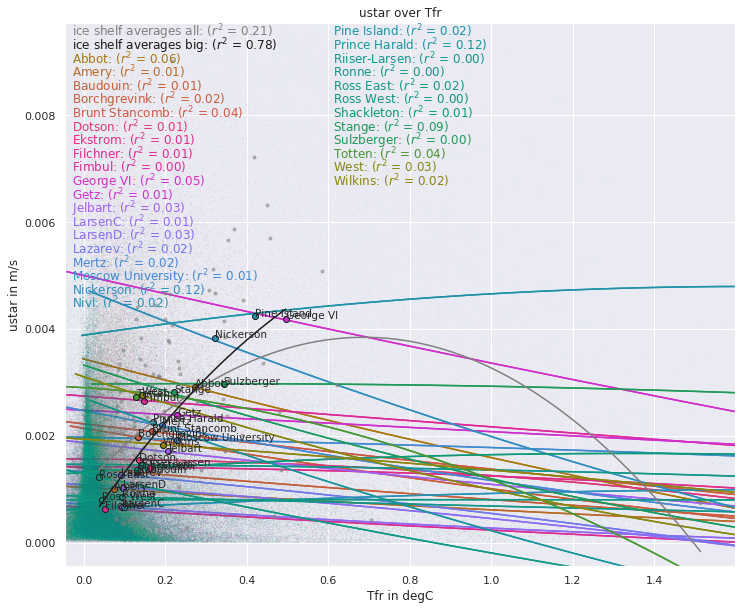 ustar over Tfr
ice shelf averages all: (r² = 0.21)
ice shelf averages big: (r² = 0.78)
Abbot: (r² = 0.06)
Amery: (r² = 0.01)
Baudouin: (r² = 0.01)
Borchgrevink: (r² = 0.02)
Brunt Stancomb: (r² = 0.04)
Dotson: (r² = 0.01)
Ekstrom: (r² = 0.01)
Filchner: (r² = 0.01)
Fimbul: (r² = 0.00)
George VI: (r² = 0.05)
Getz: (r² = 0.01)
Jelbart: (r² = 0.03)
LarsenC: (r² = 0.01)
LarsenD: (r² = 0.03)
Lazarev: (r² = 0.02)
Mertz: (r² = 0.02)
Moscow University: (r² = 0.01)
Nickerson: (r² = 0.12)
Nivl: (r² = 0.02)
Pine Island: (r² = 0.02)
Prince Harald: (r² = 0.12)
Riiser-Larsen: (r² = 0.00)
Ronne: (r² = 0.00)
Ross East: (r² = 0.02)
Ross West: (r² = 0.00)
Shackleton: (r² = 0.01)
Stange: (r² = 0.09)
Sulzberger: (r² = 0.00)
Totten: (r² = 0.04)
West: (r² = 0.03)
Wilkins: (r² = 0.02)
Pine Island
George VI
Nickerson
Abbot
Sulzberger
Stange
West
Getz
Prince Harald
Mertz
Moscow University
Jelbart
Dotson
LarsenD
LarsenC
0.008
0.006
0.004
0.002
0.000
ustar in m/s
0.0
0.2
0.4
0.6
0.8
1.0
1.2
1.4
Tfr in degC